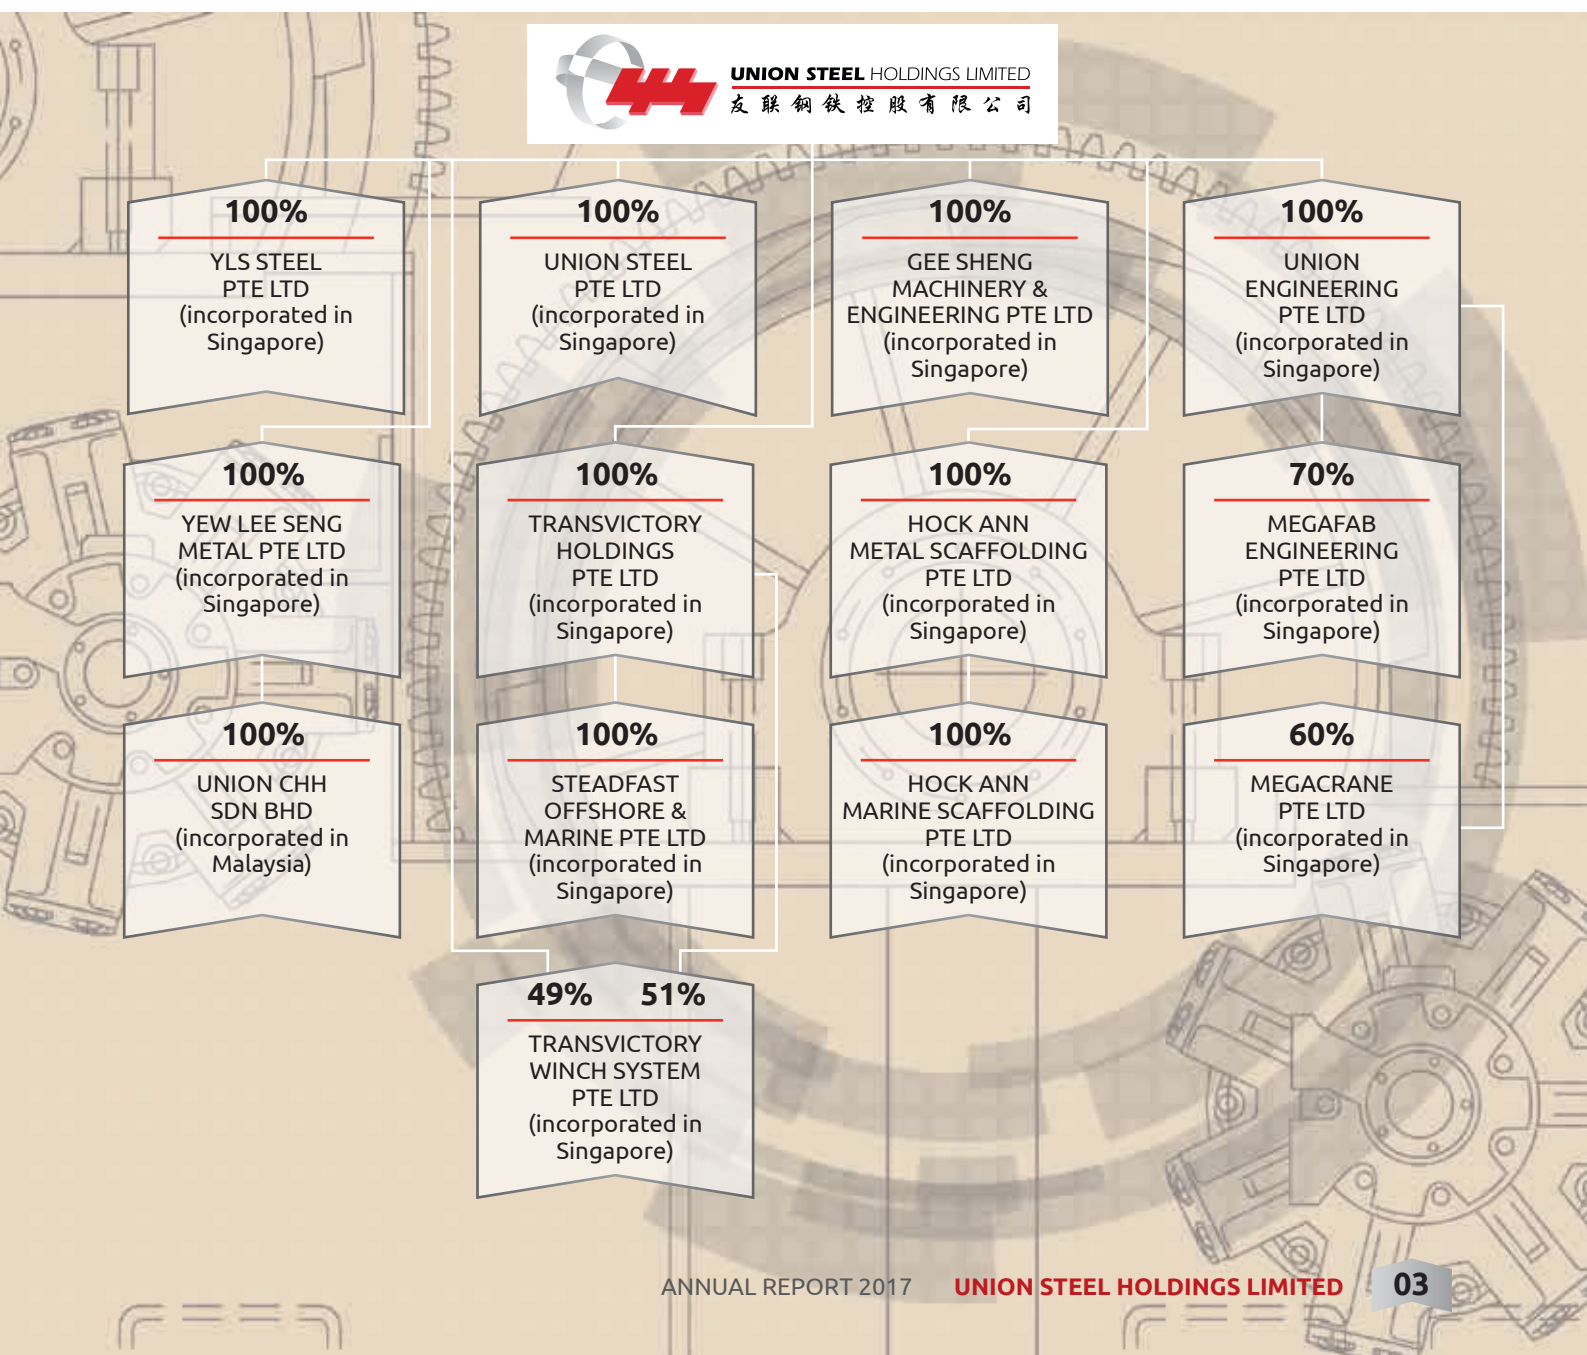 UNION STEEL HOLDINGS LIMITED
友联钢铁控股有限公司
100%
YLS STEEL
PTE LTD
(incorporated in
Singapore)
100%
UNION STEEL
PTE LTD
(incorporated in
Singapore)
100%
GEE SHENG
MACHINERY &
ENGINEERING PTE LTD
(incorporated in
Singapore)
100%
UNION
ENGINEERING
PTE LTD
(incorporated in
Singapore)
100%
YEW LEE SENG
METAL PTE LTD
(incorporated in
Singapore)
100%
TRANSVICTORY
HOLDINGS
PTE LTD
(incorporated in
Singapore)
100%
HOCK ANN
METAL SCAFFOLDING
PTE LTD
(incorporated in
Singapore)
70%
MEGAFAB
ENGINEERING
PTE LTD
(incorporated in
Singapore)
100%
UNION CHH
SDN BHD
(incorporated in
Malaysia)
100%
STEADFAST
OFFSHORE &
MARINE PTE LTD
(incorporated in
Singapore)
100%
HOCK ANN
MARINE SCAFFOLDING
PTE LTD
(incorporated in
Singapore)
60%
MEGACRANE
PTE LTD
(incorporated in
Singapore)
49% 51%
TRANSVICTORY
WINCH SYSTEM
PTE LTD
(incorporated in
Singapore)
ANNUAL REPORT 2017 UNION STEEL HOLDINGS LIMITED 03